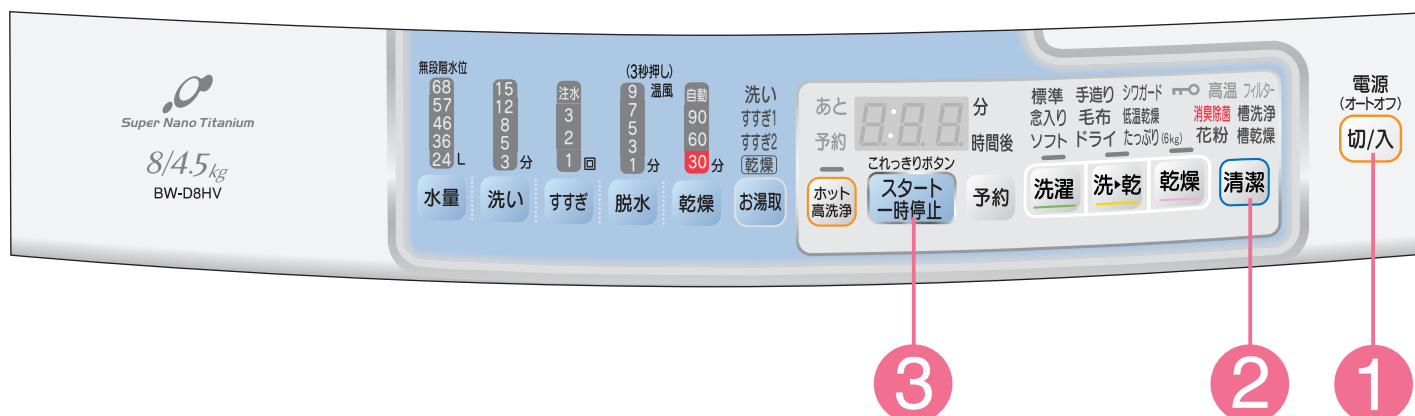 Super Nano Titanium
8/4.5kg
BW-D8HV
無段階水位
68
57
46
36
24 L
水量
15
12
8
5
3 分
洗い
注水
3
2
1 回
すすぎ
(3秒押し)
9 温風
7
5
3
1 分
脱水
自動
90
60
30 分
乾燥
洗い
すすぎ1
すすぎ2
乾燥
お湯取
あと 8:88 分
予約 時間後
ホット
高洗浄
これっきりボタン
スタート
一時停止
予約
標準 手造り シワガード 高温 フィルター
念入り 毛布 低温乾燥 消臭除菌 槽洗浄
ソフト ドライ たっぷり(6kg) 花粉 槽乾燥
洗濯
洗▸乾
乾燥
清潔
電源
(オートオフ)
切/入
3
2
1